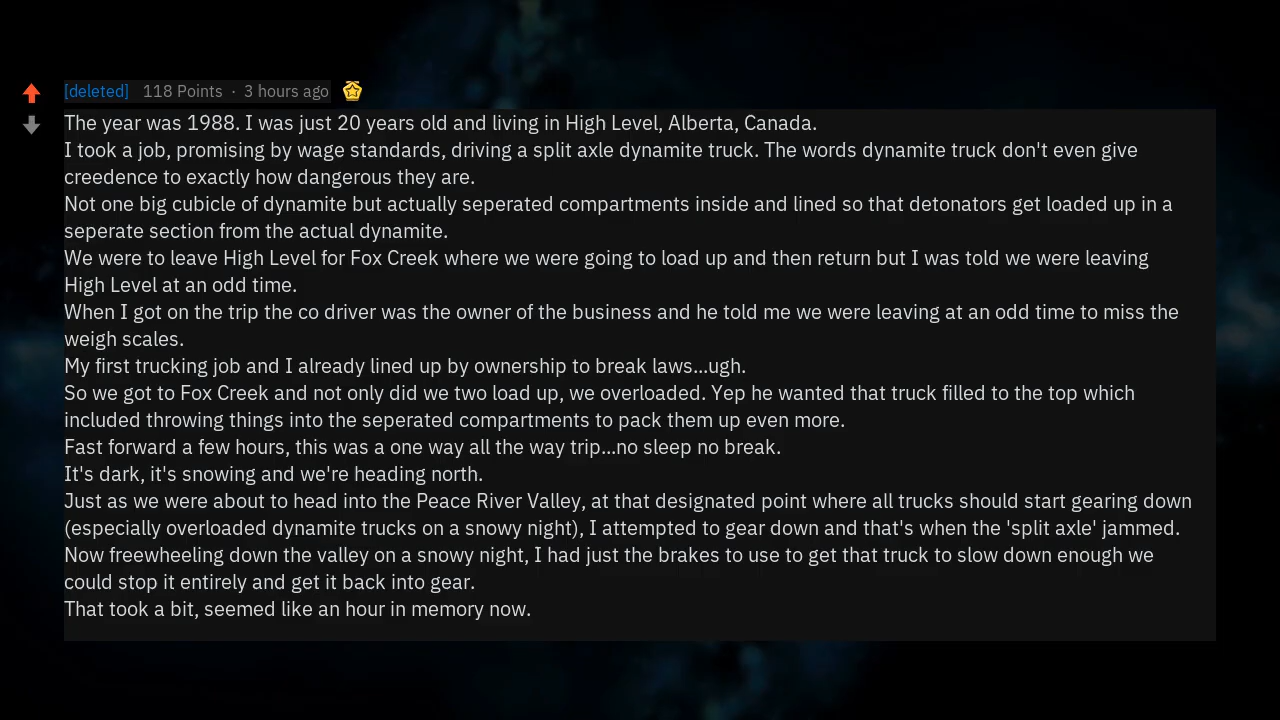 [deleted] 118 Points · 3 hours ago
The year was 1988. I was just 20 years old and living in High Level, Alberta, Canada.
I took a job, promising by wage standards, driving a split axle dynamite truck. The words dynamite truck don't even give
creedence to exactly how dangerous they are.
Not one big cubicle of dynamite but actually seperated compartments inside and lined so that detonators get loaded up in a
seperate section from the actual dynamite.
We were to leave High Level for Fox Creek where we were going to load up and then return but I was told we were leaving
High Level at an odd time.
When I got on the trip the co driver was the owner of the business and he told me we were leaving at an odd time to miss the
weigh scales.
My first trucking job and I already lined up by ownership to break laws...ugh.
So we got to Fox Creek and not only did we two load up, we overloaded. Yep he wanted that truck filled to the top which
included throwing things into the seperated compartments to pack them up even more.
Fast forward a few hours, this was a one way all the way trip...no sleep no break.
It's dark, it's snowing and we're heading north.
Just as we were about to head into the Peace River Valley, at that designated point where all trucks should start gearing down
(especially overloaded dynamite trucks on a snowy night), I attempted to gear down and that's when the 'split axle' jammed.
Now freewheeling down the valley on a snowy night, I had just the brakes to use to get that truck to slow down enough we
could stop it entirely and get it back into gear.
That took a bit, seemed like an hour in memory now.